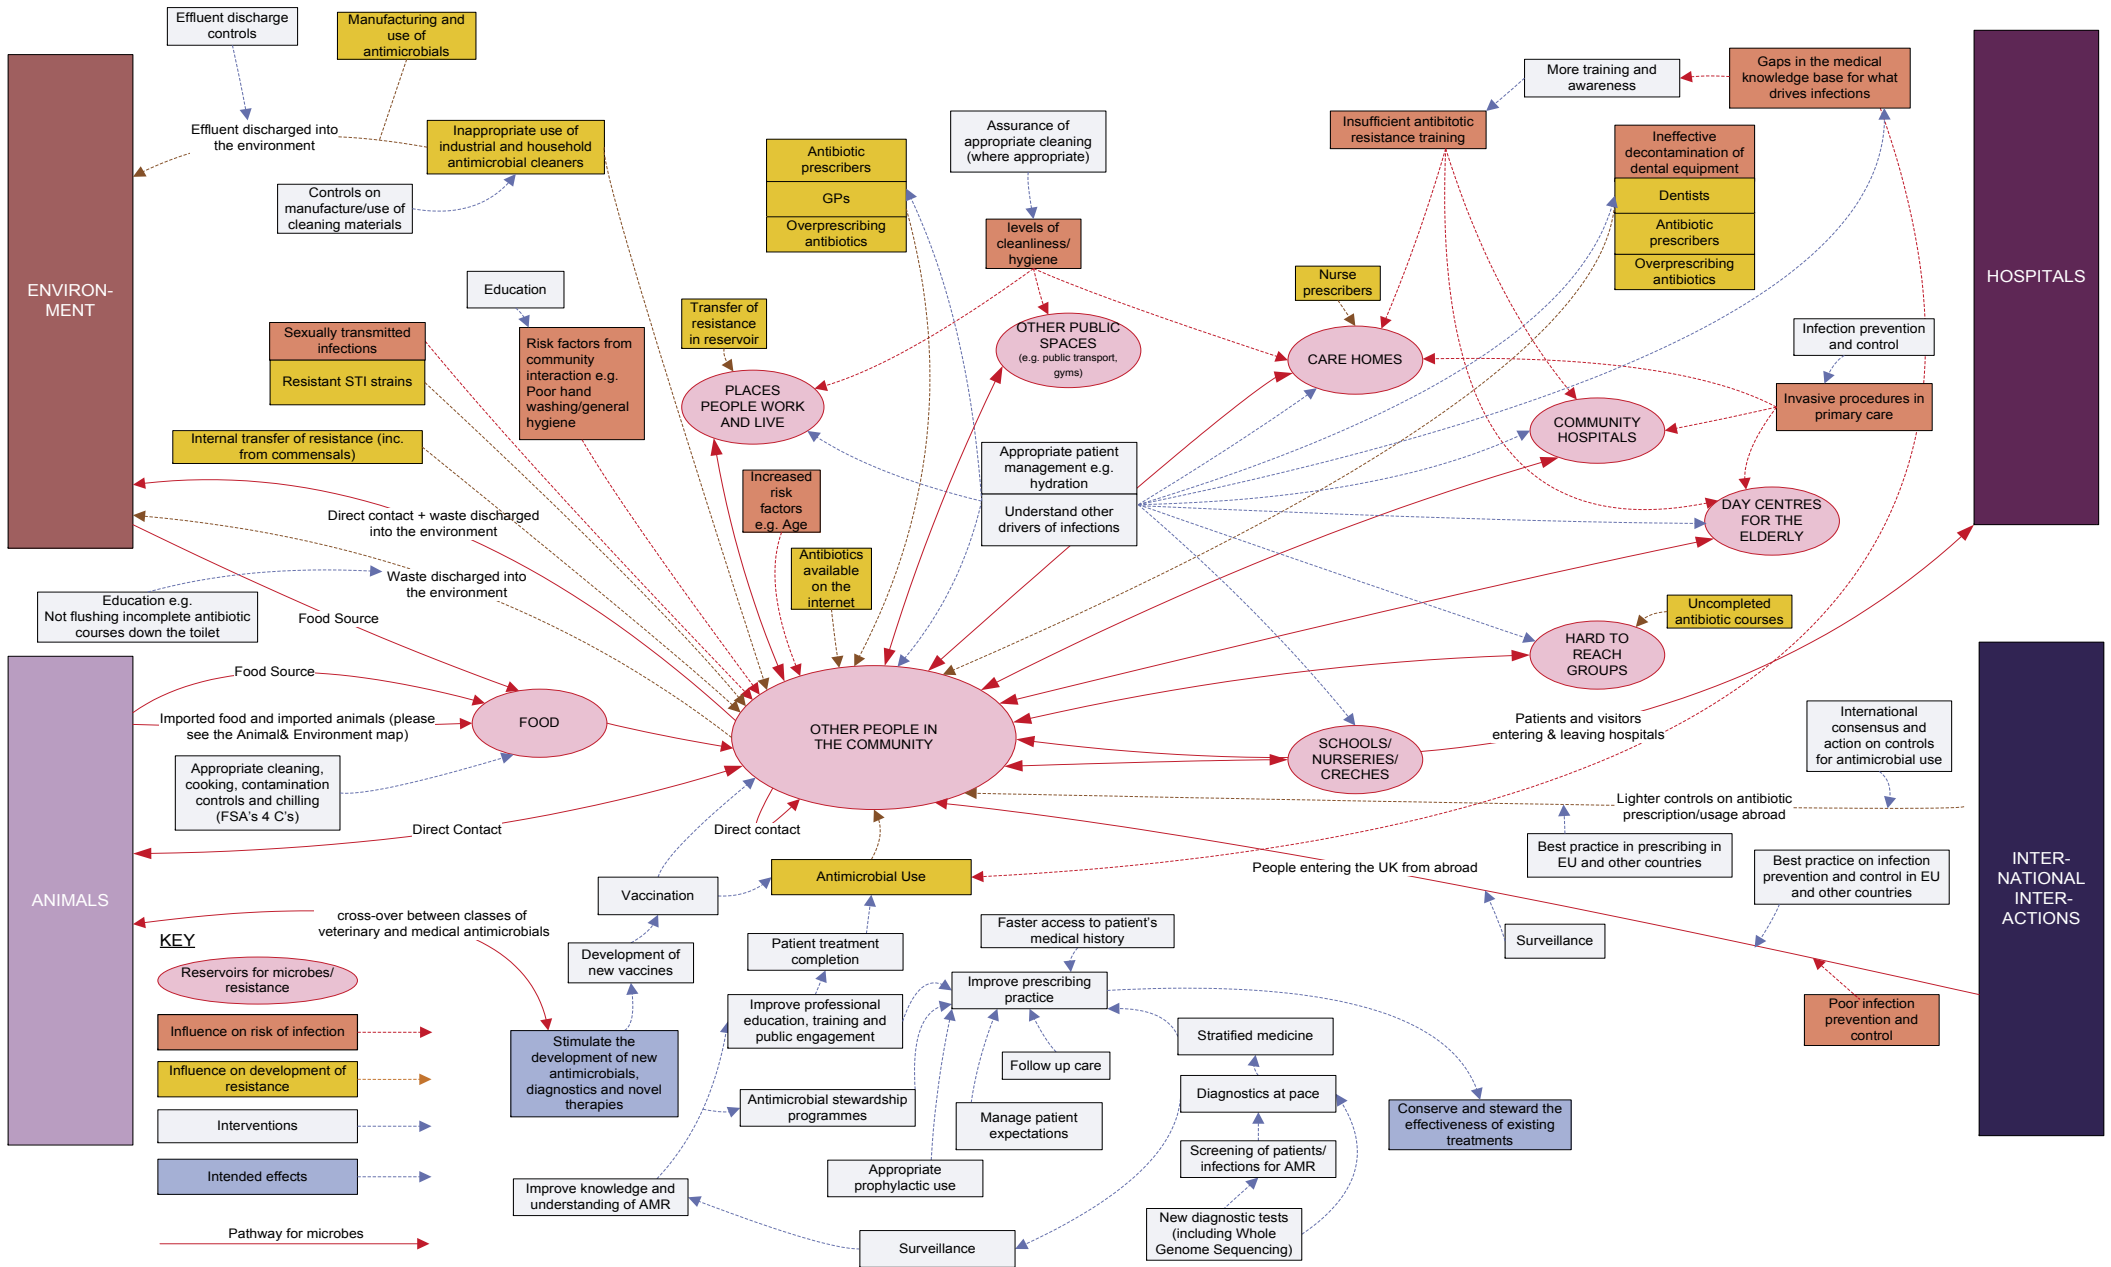 Effluent discharge
controls
Manufacturing and
use of
antimicrobials
Effluent discharged into
the environment
Inappropriate use of
industrial and household
antimicrobial cleaners
Controls on
manufacture/use of
cleaning materials
ENVIRON-
MENT
Education
Sexually transmitted
infections
Resistant STI strains
Risk factors from
community
interaction e.g.
Poor hand
washing/general
hygiene
Internal transfer of resistance (inc.
from commensals)
Antibiotic
prescribers
GPs
Overprescribing
antibiotics
Assurance of
appropriate cleaning
(where appropriate)
levels of
cleanliness/
hygiene
Transfer of
resistance
in reservoir
PLACES
PEOPLE WORK
AND LIVE
OTHER PUBLIC
SPACES
(e.g. public transport,
gyms)
More training and
awareness
Gaps in the medical
knowledge base for what
drives infections
Insufficient antibitotic
resistance training
Ineffective
decontamination of
dental equipment
Dentists
Antibiotic
prescribers
Overprescribing
antibiotics
Nurse
prescribers
CARE HOMES
Infection prevention
and control
Invasive procedures in
primary care
COMMUNITY
HOSPITALS
HOSPITALS
Increased
risk
factors
e.g. Age
Appropriate patient
management e.g.
hydration
Understand other
drivers of infections
DAY CENTRES
FOR THE
ELDERLY
Direct contact + waste discharged
into the environment
Antibiotics
available
on the
internet
Waste discharged into
the environment
Education e.g.
Not flushing incomplete antibiotic
courses down the toilet
Food Source
Uncompleted
antibiotic courses
HARD TO
REACH
GROUPS
Food Source
Imported food and imported animals (please
see the Animal& Environment map)
FOOD
OTHER PEOPLE IN
THE COMMUNITY
SCHOOLS/
NURSERIES/
CRECHES
Patients and visitors
entering & leaving hospitals
International
consensus and
action on controls
for antimicrobial use
Appropriate cleaning,
cooking, contamination
controls and chilling
(FSA's 4 C's)
Direct Contact
Direct contact
Lighter controls on antibiotic
prescription/usage abroad
Best practice in prescribing in
EU and other countries
Best practice on infection
prevention and control in EU
and other countries
People entering the UK from abroad
INTER-
NATIONAL
INTER-
ACTIONS
ANIMALS
Vaccination
Antimicrobial Use
cross-over between classes of
veterinary and medical antimicrobials
Development of
new vaccines
Patient treatment
completion
Faster access to patient's
medical history
Surveillance
Improve prescribing
practice
Improve professional
education, training and
public engagement
Poor infection
prevention and
control
Stimulate the
development of new
antimicrobials,
diagnostics and novel
therapies
Follow up care
Stratified medicine
Antimicrobial stewardship
programmes
Manage patient
expectations
Diagnostics at pace
Conserve and steward the
effectiveness of existing
treatments
Appropriate
prophylactic use
Screening of patients/
infections for AMR
Improve knowledge and
understanding of AMR
Surveillance
New diagnostic tests
(including Whole
Genome Sequencing)
KEY
Reservoirs for microbes/
resistance
Influence on risk of infection
Influence on development of
resistance
Interventions
Intended effects
Pathway for microbes